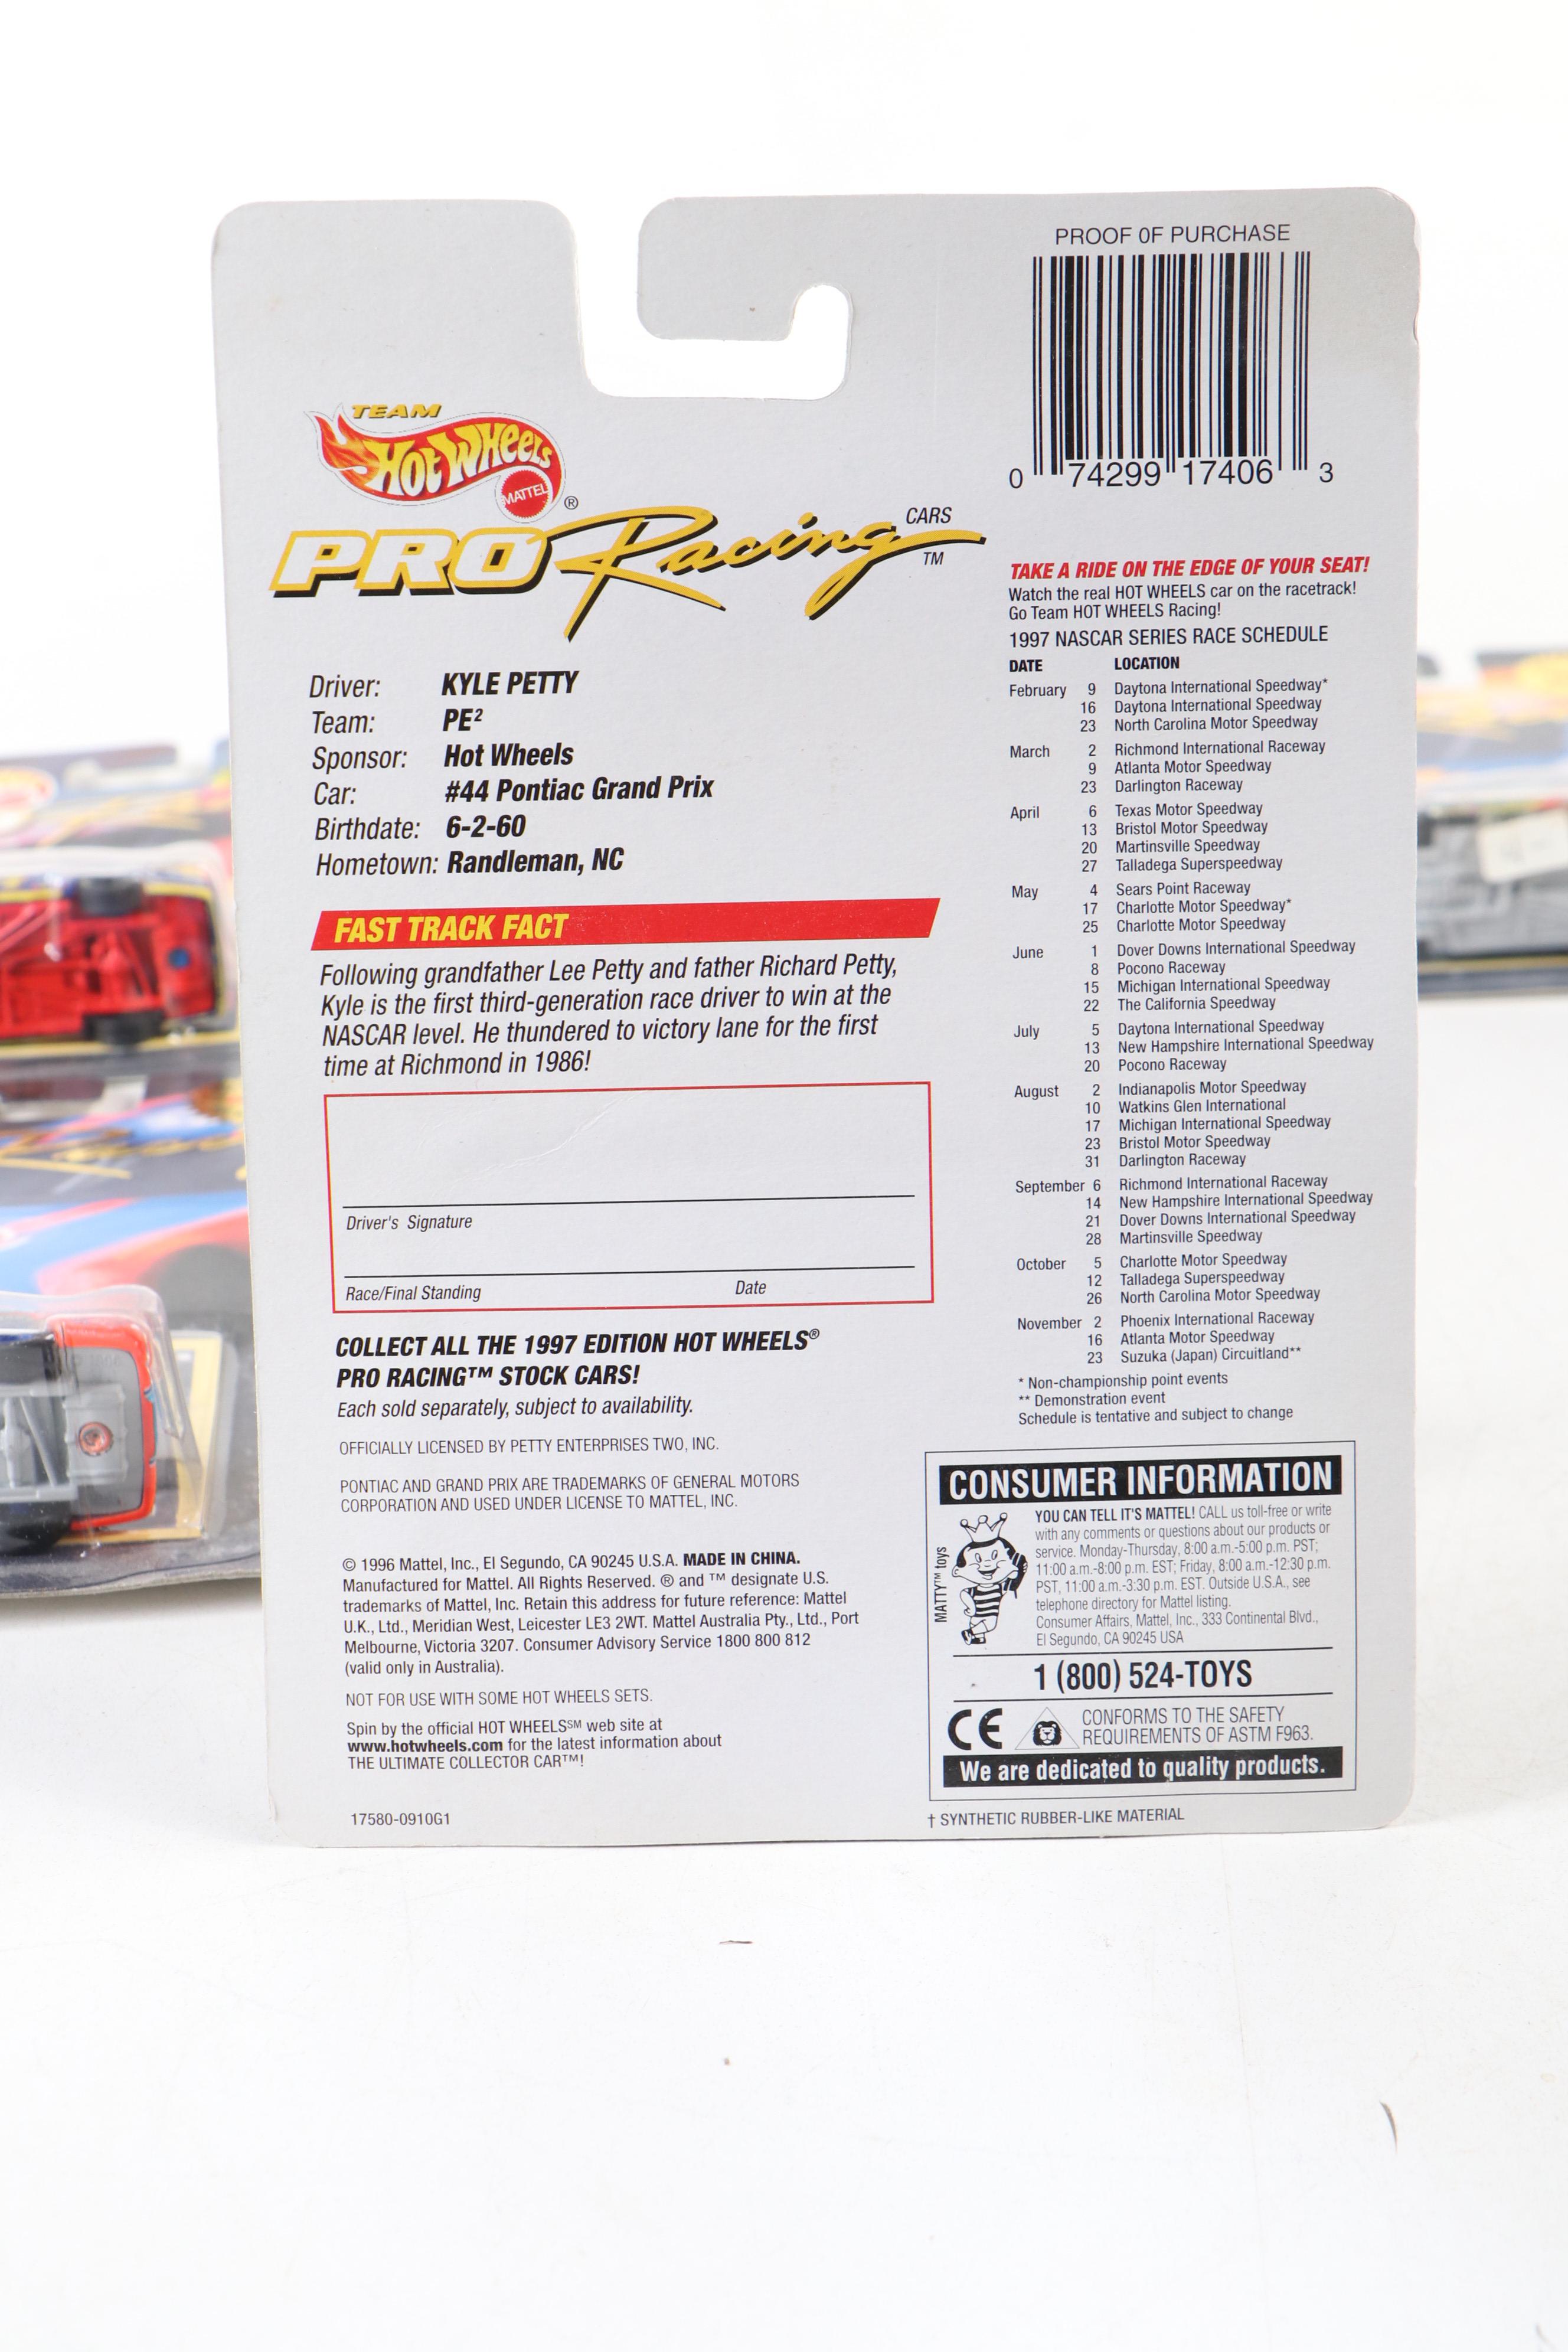 PROOF OF PURCHASE
0 74299 17406 3
TEAM
HOT WHEELS
MATTEL
®
PRO Racing CARS
TM
Driver: KYLE PETTY
Team: PE²
Sponsor: Hot Wheels
Car: #44 Pontiac Grand Prix
Birthdate: 6-2-60
Hometown: Randleman, NC
FAST TRACK FACT
Following grandfather Lee Petty and father Richard Petty,
Kyle is the first third-generation race driver to win at the
NASCAR level. He thundered to victory lane for the first
time at Richmond in 1986!
Driver's Signature
Race/Final Standing Date
COLLECT ALL THE 1997 EDITION HOT WHEELS®
PRO RACING™ STOCK CARS!
Each sold separately, subject to availability.
OFFICIALLY LICENSED BY PETTY ENTERPRISES TWO, INC.
PONTIAC AND GRAND PRIX ARE TRADEMARKS OF GENERAL MOTORS
CORPORATION AND USED UNDER LICENSE TO MATTEL, INC.
© 1996 Mattel, Inc., El Segundo, CA 90245 U.S.A. MADE IN CHINA.
Manufactured for Mattel. All Rights Reserved. ® and ™ designate U.S.
trademarks of Mattel, Inc. Retain this address for future reference: Mattel
U.K., Ltd., Meridian West, Leicester LE3 2WT. Mattel Australia Pty., Ltd., Port
Melbourne, Victoria 3207. Consumer Advisory Service 1800 800 812
(valid only in Australia).
NOT FOR USE WITH SOME HOT WHEELS SETS.
Spin by the official HOT WHEELS℠ web site at
www.hotwheels.com for the latest information about
THE ULTIMATE COLLECTOR CAR™!
17580-0910G1
TAKE A RIDE ON THE EDGE OF YOUR SEAT!
Watch the real HOT WHEELS car on the racetrack!
Go Team HOT WHEELS Racing!
1997 NASCAR SERIES RACE SCHEDULE
DATE LOCATION
February 9 Daytona International Speedway*
16 Daytona International Speedway
23 North Carolina Motor Speedway
March 2 Richmond International Raceway
9 Atlanta Motor Speedway
23 Darlington Raceway
April 6 Texas Motor Speedway
13 Bristol Motor Speedway
20 Martinsville Speedway
27 Talladega Superspeedway
May 4 Sears Point Raceway
17 Charlotte Motor Speedway*
25 Charlotte Motor Speedway
June 1 Dover Downs International Speedway
8 Pocono Raceway
15 Michigan International Speedway
22 The California Speedway
July 5 Daytona International Speedway
13 New Hampshire International Speedway
20 Pocono Raceway
August 2 Indianapolis Motor Speedway
10 Watkins Glen International
17 Michigan International Speedway
23 Bristol Motor Speedway
31 Darlington Raceway
September 6 Richmond International Raceway
14 New Hampshire International Speedway
21 Dover Downs International Speedway
28 Martinsville Speedway
October 5 Charlotte Motor Speedway
12 Talladega Superspeedway
26 North Carolina Motor Speedway
November 2 Phoenix International Raceway
16 Atlanta Motor Speedway
23 Suzuka (Japan) Circuitland**
* Non-championship point events
** Demonstration event
Schedule is tentative and subject to change
CONSUMER INFORMATION
MATTY™ toys
YOU CAN TELL IT'S MATTEL! CALL us toll-free or write
with any comments or questions about our products or
service. Monday-Thursday, 8:00 a.m.-5:00 p.m. PST;
11:00 a.m.-8:00 p.m. EST; Friday, 8:00 a.m.-12:30 p.m.
PST, 11:00 a.m.-3:30 p.m. EST. Outside U.S.A., see
telephone directory for Mattel listing.
Consumer Affairs, Mattel, Inc., 333 Continental Blvd.,
El Segundo, CA 90245 USA
1 (800) 524-TOYS
CE
CONFORMS TO THE SAFETY
REQUIREMENTS OF ASTM F963.
We are dedicated to quality products.
† SYNTHETIC RUBBER-LIKE MATERIAL